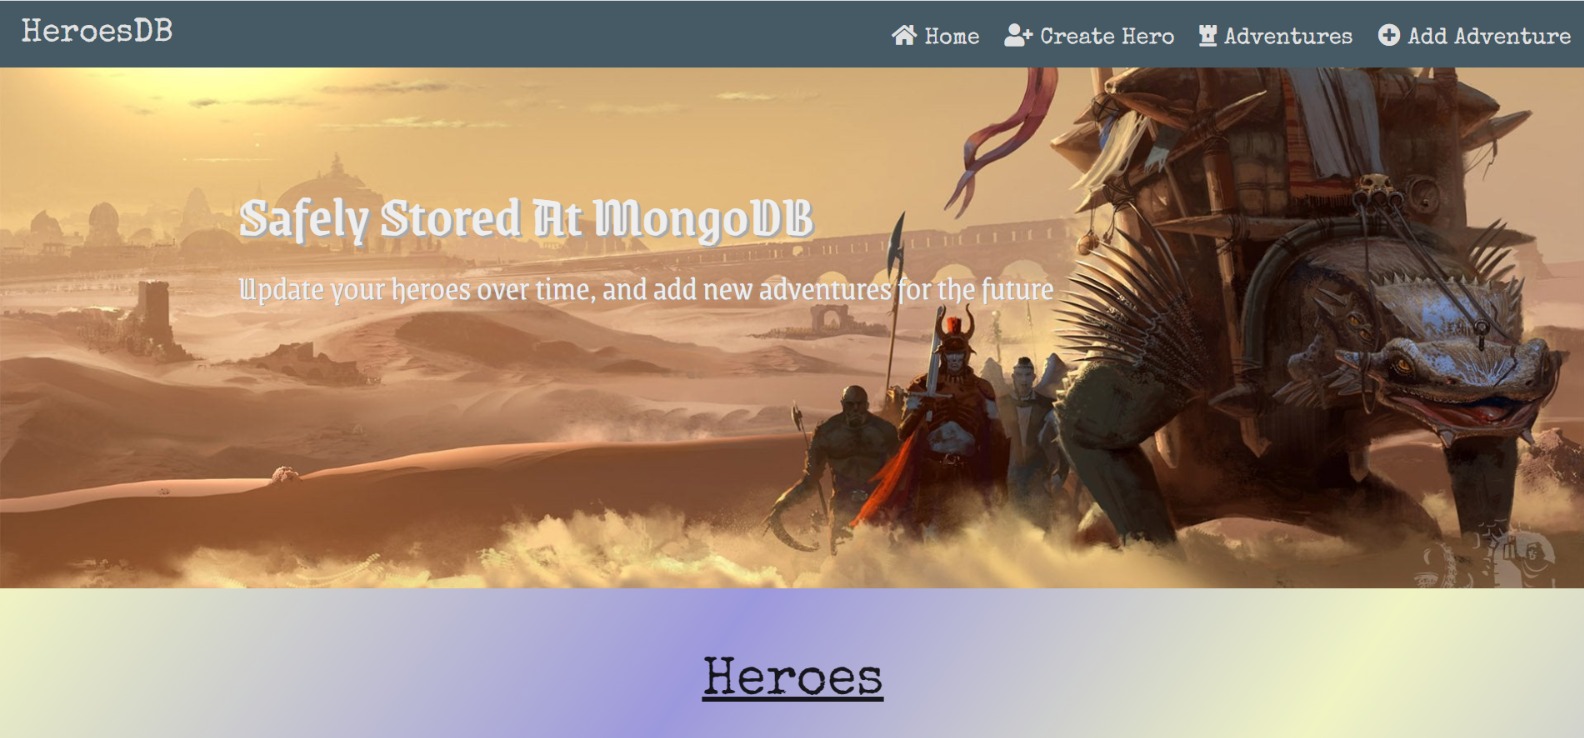 HeroesDB
Home
Create Hero
Adventures
Add Adventure
Safely Stored At MongoDB
Update your heroes over time, and add new adventures for the future
Heroes